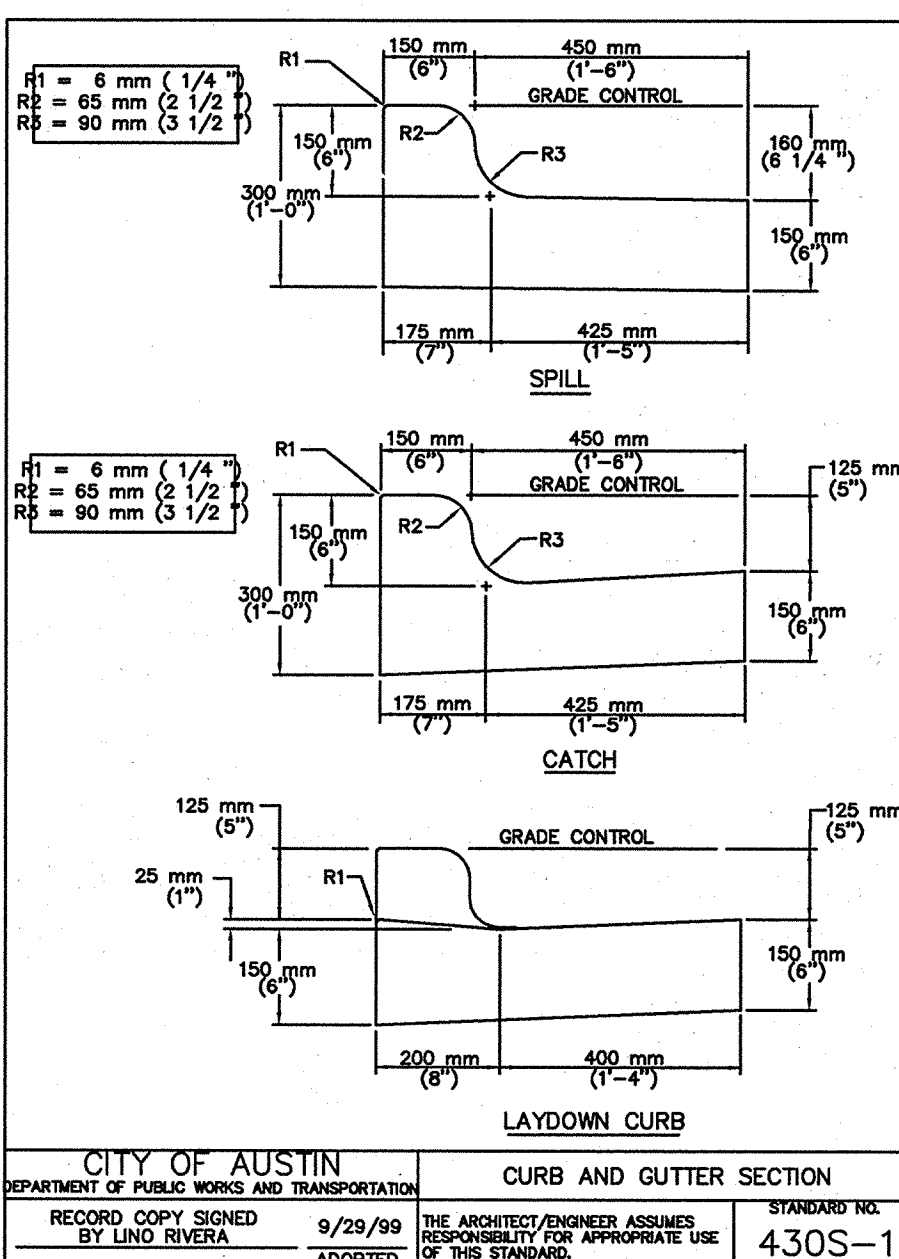 R1 = 6 mm ( 1/4 ")
R2 = 65 mm (2 1/2 ")
R3 = 90 mm (3 1/2 ")
R1
150 mm
(6")
450 mm
(1'-6")
GRADE CONTROL
R2
150 mm
(6")
R3
160 mm
(6 1/4 ")
300 mm
(1'-0")
150 mm
(6")
175 mm
(7")
425 mm
(1'-5")
SPILL
R1 = 6 mm ( 1/4 ")
R2 = 65 mm (2 1/2 ")
R3 = 90 mm (3 1/2 ")
R1
150 mm
(6")
450 mm
(1'-6")
125 mm
(5")
GRADE CONTROL
R2
150 mm
(6")
R3
300 mm
(1'-0")
150 mm
(6")
175 mm
(7")
425 mm
(1'-5")
CATCH
125 mm
(5")
125 mm
(5")
GRADE CONTROL
25 mm
(1")
R1
150 mm
(6")
150 mm
(6")
200 mm
(8")
400 mm
(1'-4")
LAYDOWN CURB
CITY OF AUSTIN
DEPARTMENT OF PUBLIC WORKS AND TRANSPORTATION
CURB AND GUTTER SECTION
RECORD COPY SIGNED
BY LINO RIVERA
9/29/99
ADOPTED
THE ARCHITECT/ENGINEER ASSUMES
RESPONSIBILITY FOR APPROPRIATE USE
OF THIS STANDARD.
STANDARD NO.
430S-1